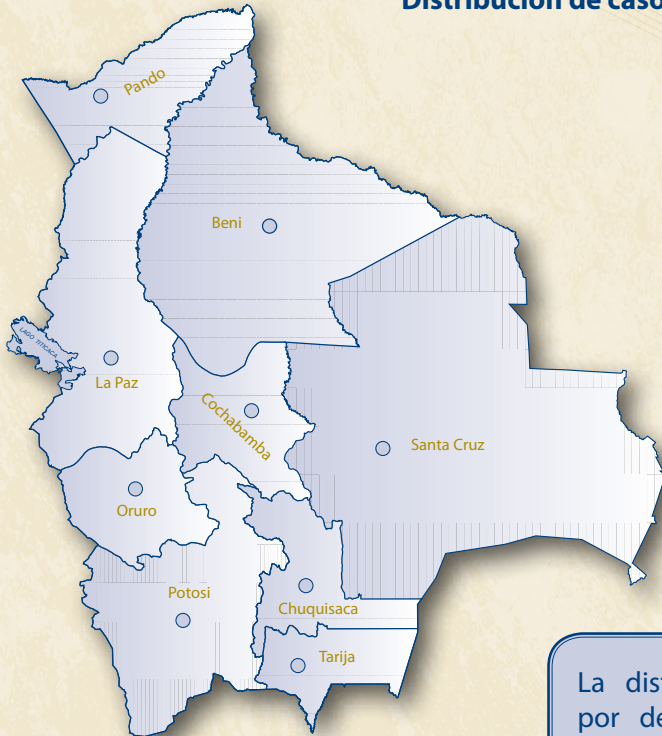 Distribución de caso
Pando
Beni
LAGO TITICACA
La Paz
Cochabamba
Santa Cruz
Oruro
Potosi
Chuquisaca
Tarija
La dist
por de